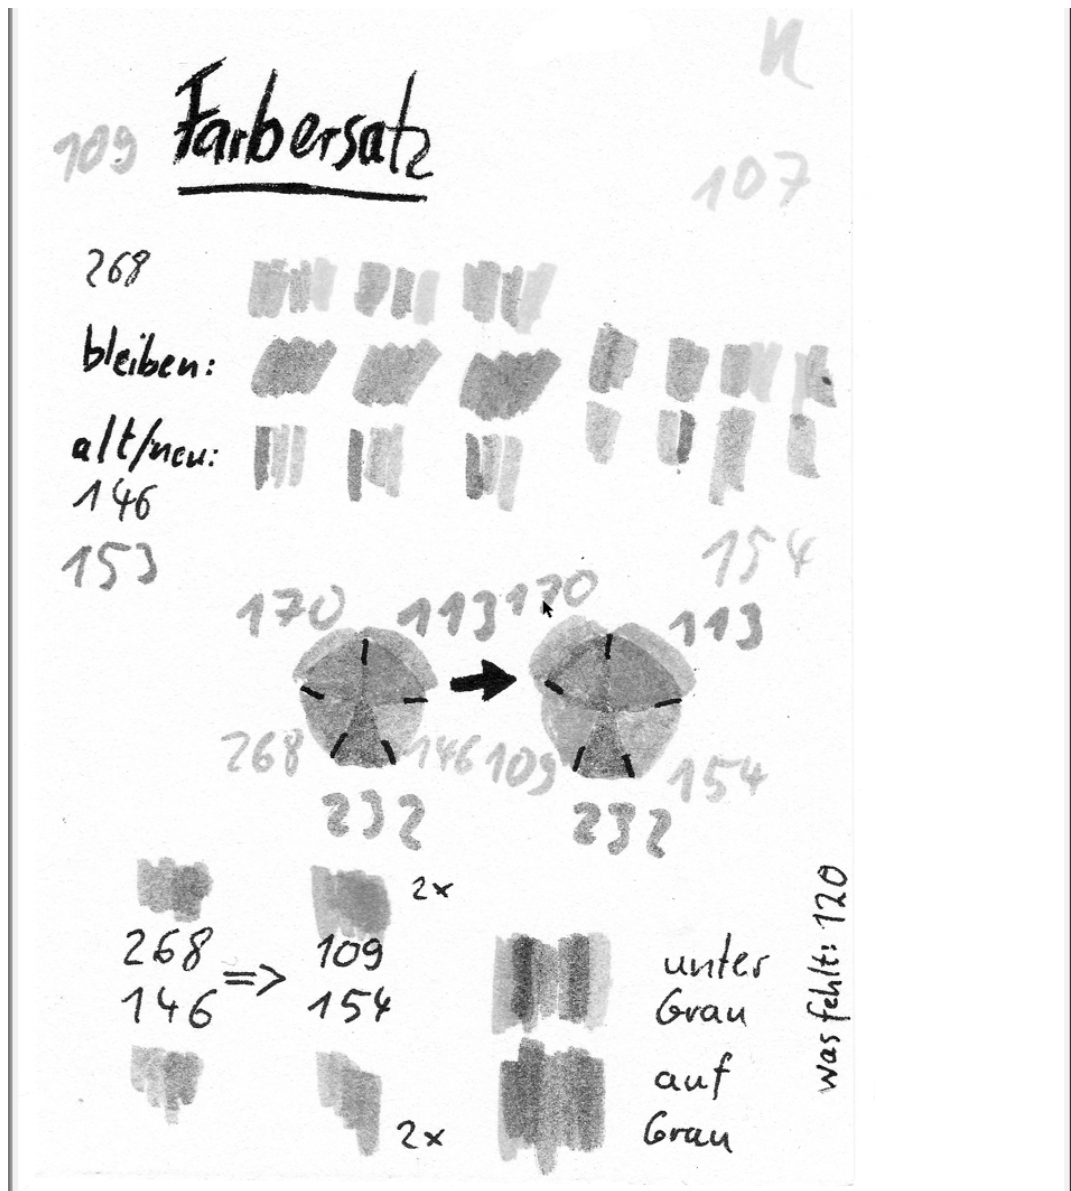 n
109 Farbersatz
107
268
bleiben:
alt/neu:
146
153
154
170 113 170 113
268 146 109 154
232 232
2x
268 => 109
146 154
unter
Grau
auf
Grau
2x
was fehlt: 120